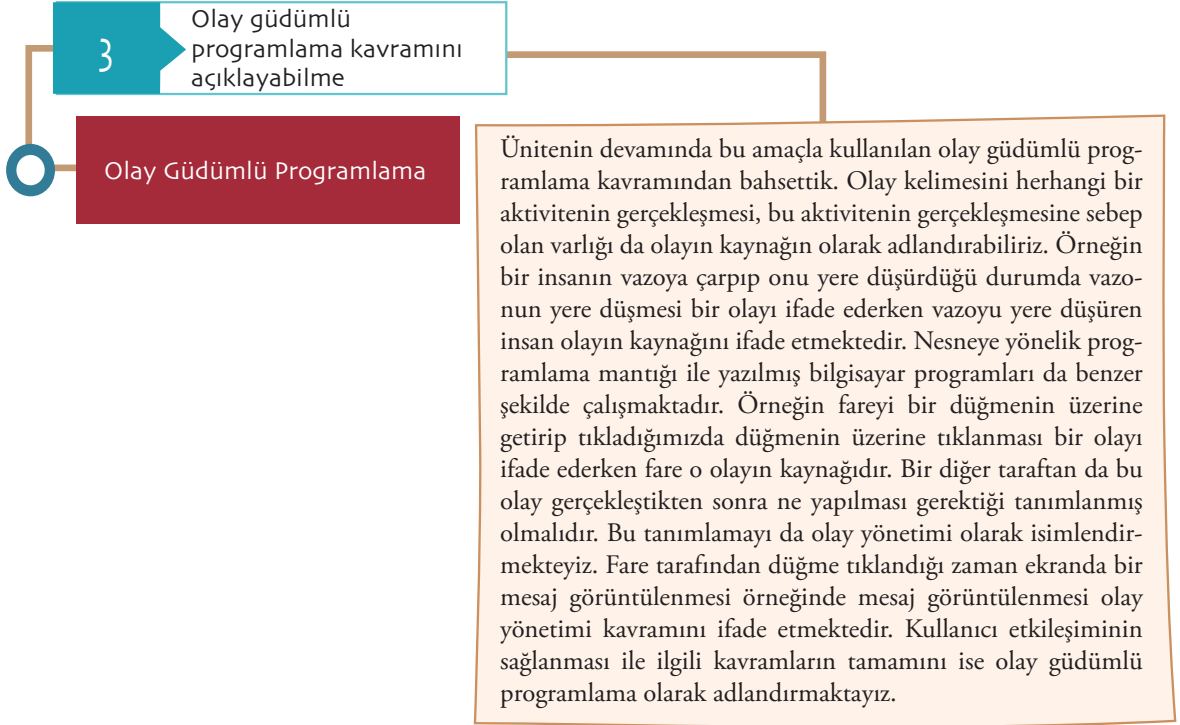 3
Olay güdümlü
programlama kavramını
açıklayabilme
Olay Güdümlü Programlama
Ünitenin devamında bu amaçla kullanılan olay güdümlü prog-
ramlama kavramından bahsettik. Olay kelimesini herhangi bir
aktivitenin gerçekleşmesi, bu aktivitenin gerçekleşmesine sebep
olan varlığı da olayın kaynağın olarak adlandırabiliriz. Örneğin
bir insanın vazoya çarpıp onu yere düşürdüğü durumda vazo-
nun yere düşmesi bir olayı ifade ederken vazoyu yere düşüren
insan olayın kaynağını ifade etmektedir. Nesneye yönelik prog-
ramlama mantığı ile yazılmış bilgisayar programları da benzer
şekilde çalışmaktadır. Örneğin fareyi bir düğmenin üzerine
getirip tıkladığımızda düğmenin üzerine tıklanması bir olayı
ifade ederken fare o olayın kaynağıdır. Bir diğer taraftan da bu
olay gerçekleştikten sonra ne yapılması gerektiği tanımlanmış
olmalıdır. Bu tanımlamayı da olay yönetimi olarak isimlendir-
mekteyiz. Fare tarafından düğme tıklandığı zaman ekranda bir
mesaj görüntülenmesi örneğinde mesaj görüntülenmesi olay
yönetimi kavramını ifade etmektedir. Kullanıcı etkileşiminin
sağlanması ile ilgili kavramların tamamını ise olay güdümlü
programlama olarak adlandırmaktayız.